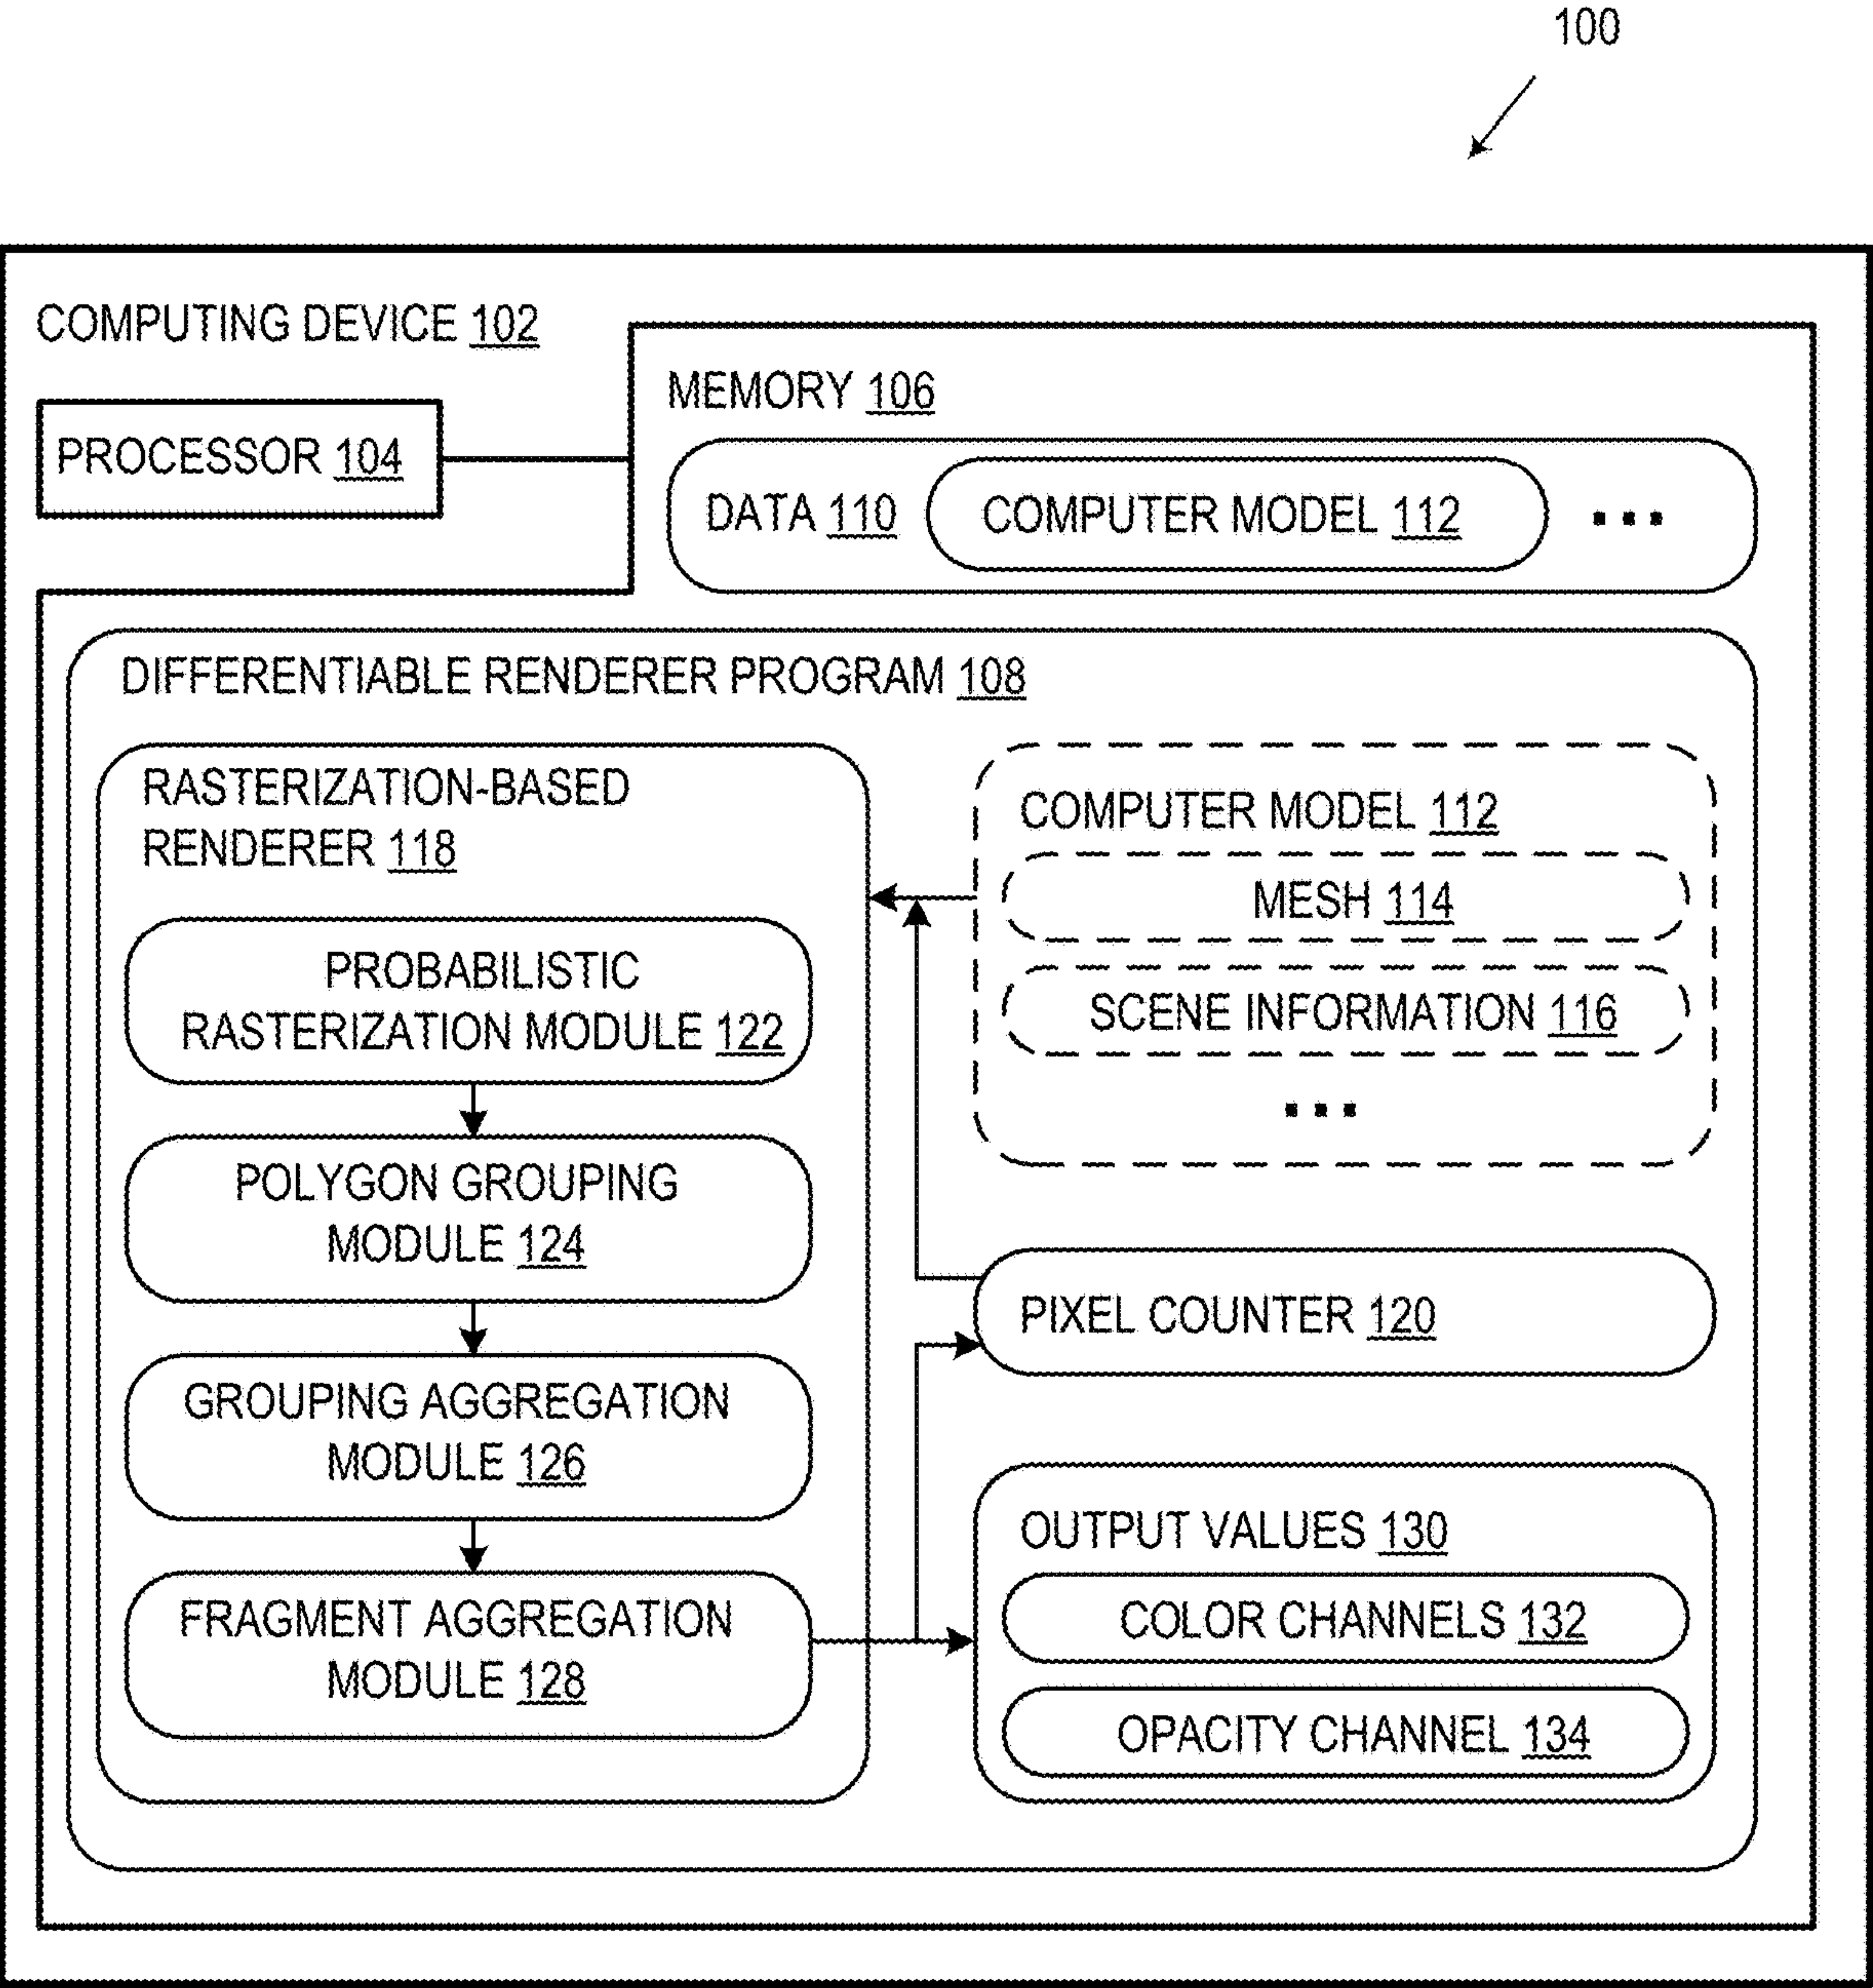 100
COMPUTING DEVICE 102
PROCESSOR 104
MEMORY 106
DATA 110
COMPUTER MODEL 112
...
DIFFERENTIABLE RENDERER PROGRAM 108
RASTERIZATION-BASED
RENDERER 118
PROBABILISTIC
RASTERIZATION MODULE 122
POLYGON GROUPING
MODULE 124
GROUPING AGGREGATION
MODULE 126
FRAGMENT AGGREGATION
MODULE 128
COMPUTER MODEL 112
MESH 114
SCENE INFORMATION 116
...
PIXEL COUNTER 120
OUTPUT VALUES 130
COLOR CHANNELS 132
OPACITY CHANNEL 134